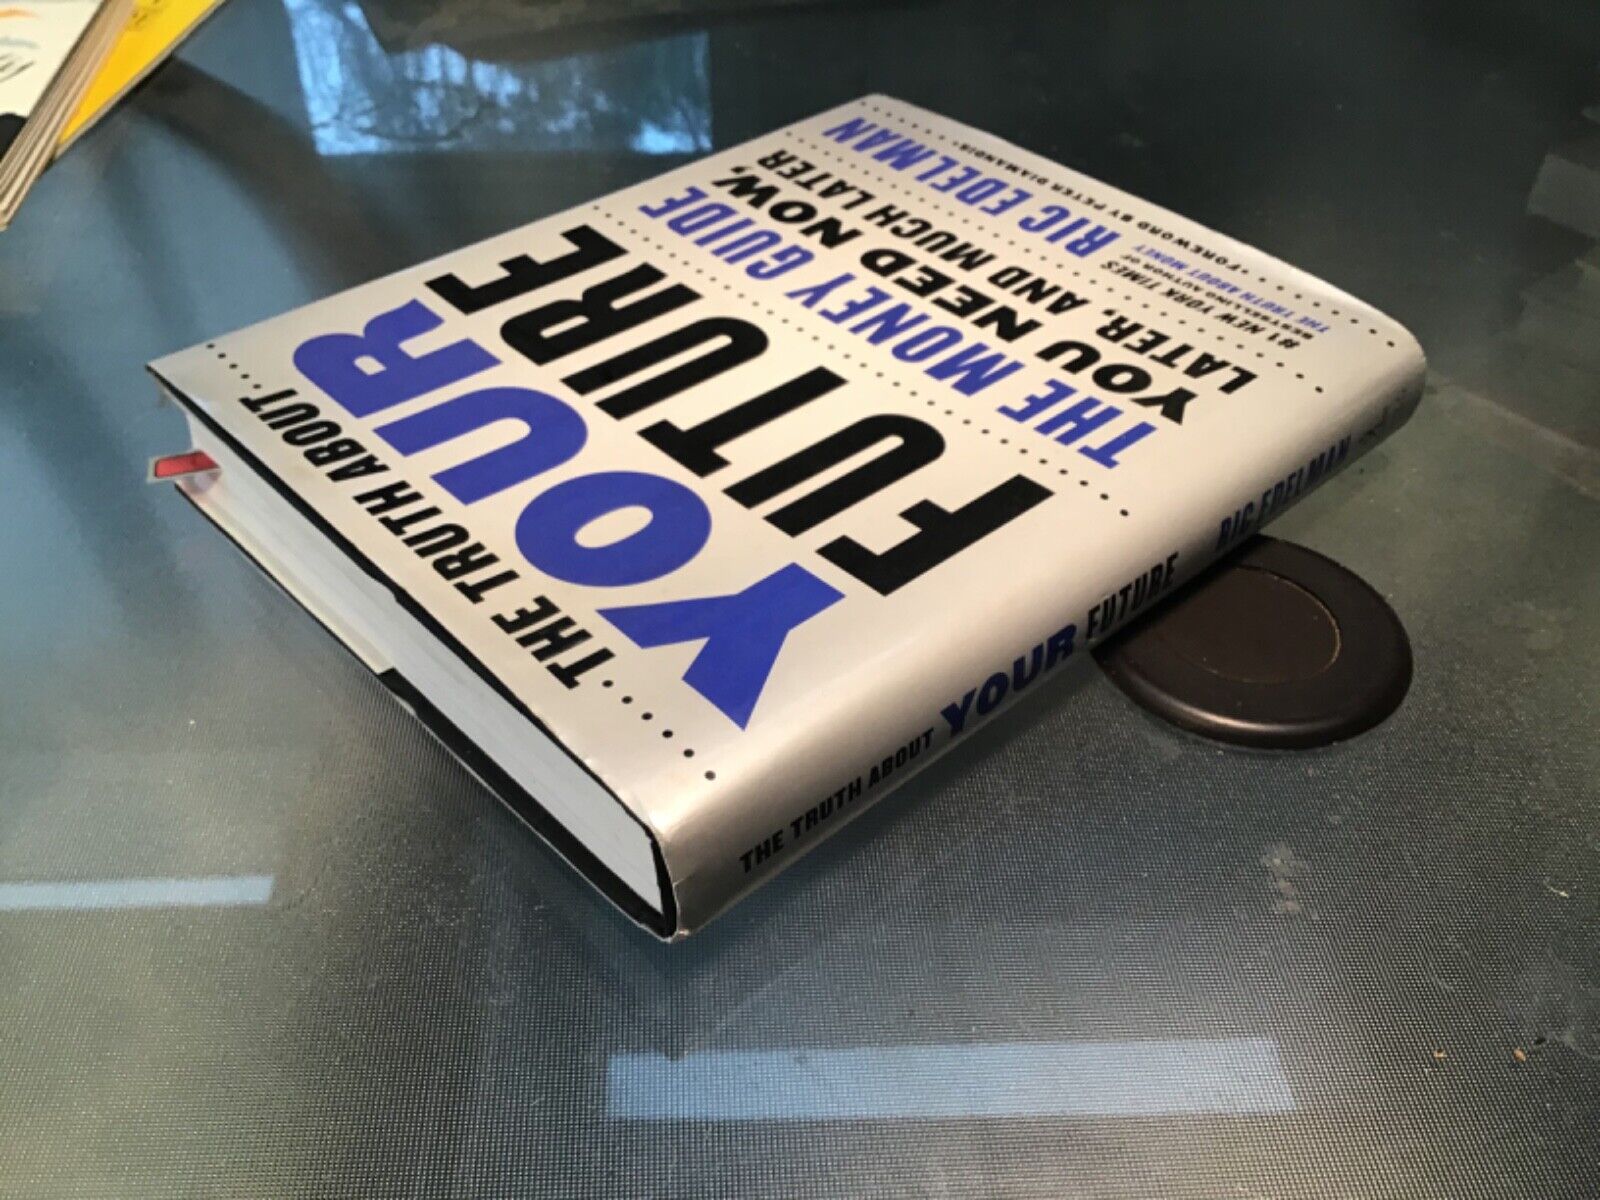 THE TRUTH ABOUT
YOUR
FUTURE
THE MONEY GUIDE
YOU NEED NOW,
LATER, AND MUCH LATER
#1 NEW YORK TIMES
BESTSELLING AUTHOR OF
THE TRUTH ABOUT MONEY
RIC EDELMAN
FOREWORD BY PETER DIAMANDIS
THE TRUTH ABOUT YOUR FUTURE RIC EDELMAN